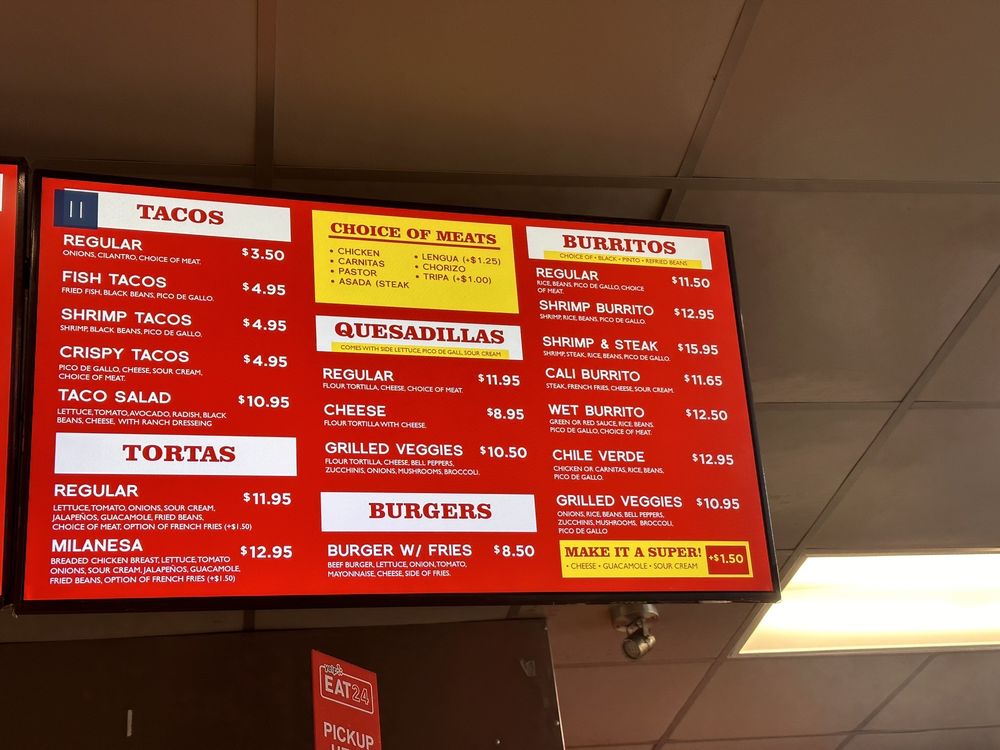 TACOS
REGULAR $3.50
ONIONS, CILANTRO, CHOICE OF MEAT.
FISH TACOS $4.95
FRIED FISH, BLACK BEANS, PICO DE GALLO.
SHRIMP TACOS $4.95
SHRIMP, BLACK BEANS, PICO DE GALLO.
CRISPY TACOS $4.95
PICO DE GALLO, CHEESE, SOUR CREAM,
CHOICE OF MEAT.
TACO SALAD $10.95
LETTUCE, TOMATO, AVOCADO, RADISH, BLACK
BEANS, CHEESE, WITH RANCH DRESSEING
TORTAS
REGULAR $11.95
LETTUCE, TOMATO, ONIONS, SOUR CREAM,
JALAPEÑOS, GUACAMOLE, FRIED BEANS,
CHOICE OF MEAT, OPTION OF FRENCH FRIES (+$1.50)
MILANESA $12.95
BREADED CHICKEN BREAST, LETTUCE, TOMATO
ONIONS, SOUR CREAM, JALAPEÑOS, GUACAMOLE,
FRIED BEANS, OPTION OF FRENCH FRIES (+$1.50)
CHOICE OF MEATS
• CHICKEN
• CARNITAS
• PASTOR
• ASADA (STEAK
• LENGUA (+$1.25)
• CHORIZO
• TRIPA (+$1.00)
QUESADILLAS
COMES WITH SIDE LETTUCE, PICO DE GALL, SOUR CREAM
REGULAR $11.95
FLOUR TORTILLA, CHEESE, CHOICE OF MEAT.
CHEESE $8.95
FLOUR TORTILLA WITH CHEESE.
GRILLED VEGGIES $10.50
FLOUR TORTILLA, CHEESE, BELL PEPPERS,
ZUCCHINIS, ONIONS, MUSHROOMS, BROCCOLI.
BURGERS
BURGER W/ FRIES $8.50
BEEF BURGER, LETTUCE, ONION, TOMATO,
MAYONNAISE, CHEESE, SIDE OF FRIES.
BURRITOS
CHOICE OF • BLACK • PINTO • REFRIED BEANS
REGULAR $11.50
RICE, BEANS, PICO DE GALLO, CHOICE
OF MEAT.
SHRIMP BURRITO $12.95
SHRIMP, RICE, BEANS, PICO DE GALLO.
SHRIMP & STEAK $15.95
SHRIMP, STEAK, RICE, BEANS, PICO DE GALLO.
CALI BURRITO $11.65
STEAK, FRENCH FRIES, CHEESE, SOUR CREAM.
WET BURRITO $12.50
GREEN OR RED SAUCE, RICE, BEANS,
PICO DE GALLO, CHOICE OF MEAT.
CHILE VERDE $12.95
CHICKEN OR CARNITAS, RICE, BEANS,
PICO DE GALLO.
GRILLED VEGGIES $10.95
ONIONS, RICE, BEANS, BELL PEPPERS,
ZUCCHINIS, MUSHROOMS, BROCCOLI,
PICO DE GALLO
MAKE IT A SUPER! +$1.50
• CHEESE • GUACAMOLE • SOUR CREAM
yelp
EAT24
PICKUP